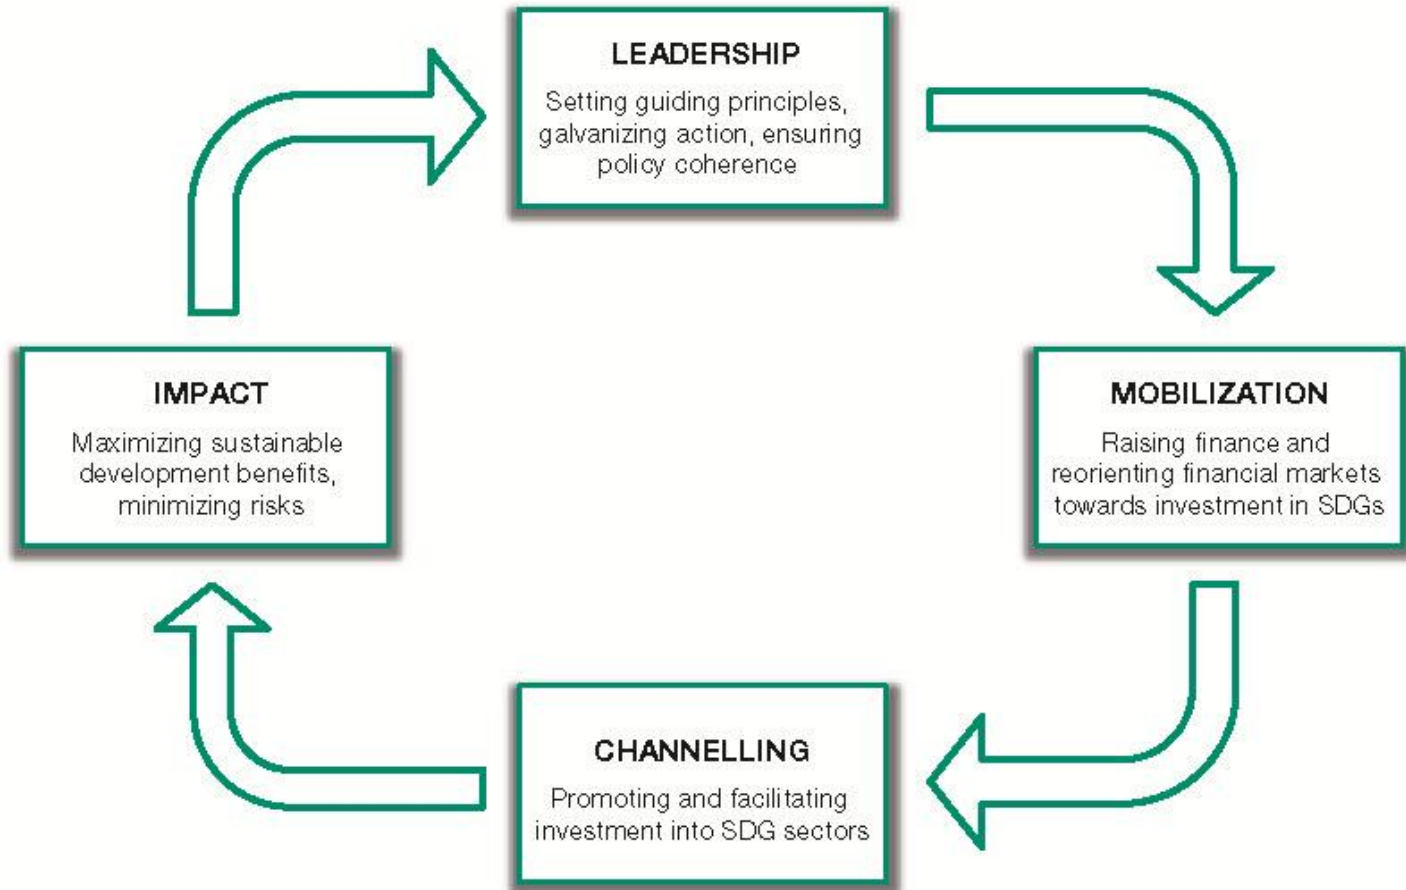 LEADERSHIP
Setting guiding principles,
galvanizing action, ensuring
policy coherence
IMPACT
Maximizing sustainable
development benefits,
minimizing risks
MOBILIZATION
Raising finance and
reorienting financial markets
towards investment in SDGs
CHANNELLING
Promoting and facilitating
investment into SDG sectors